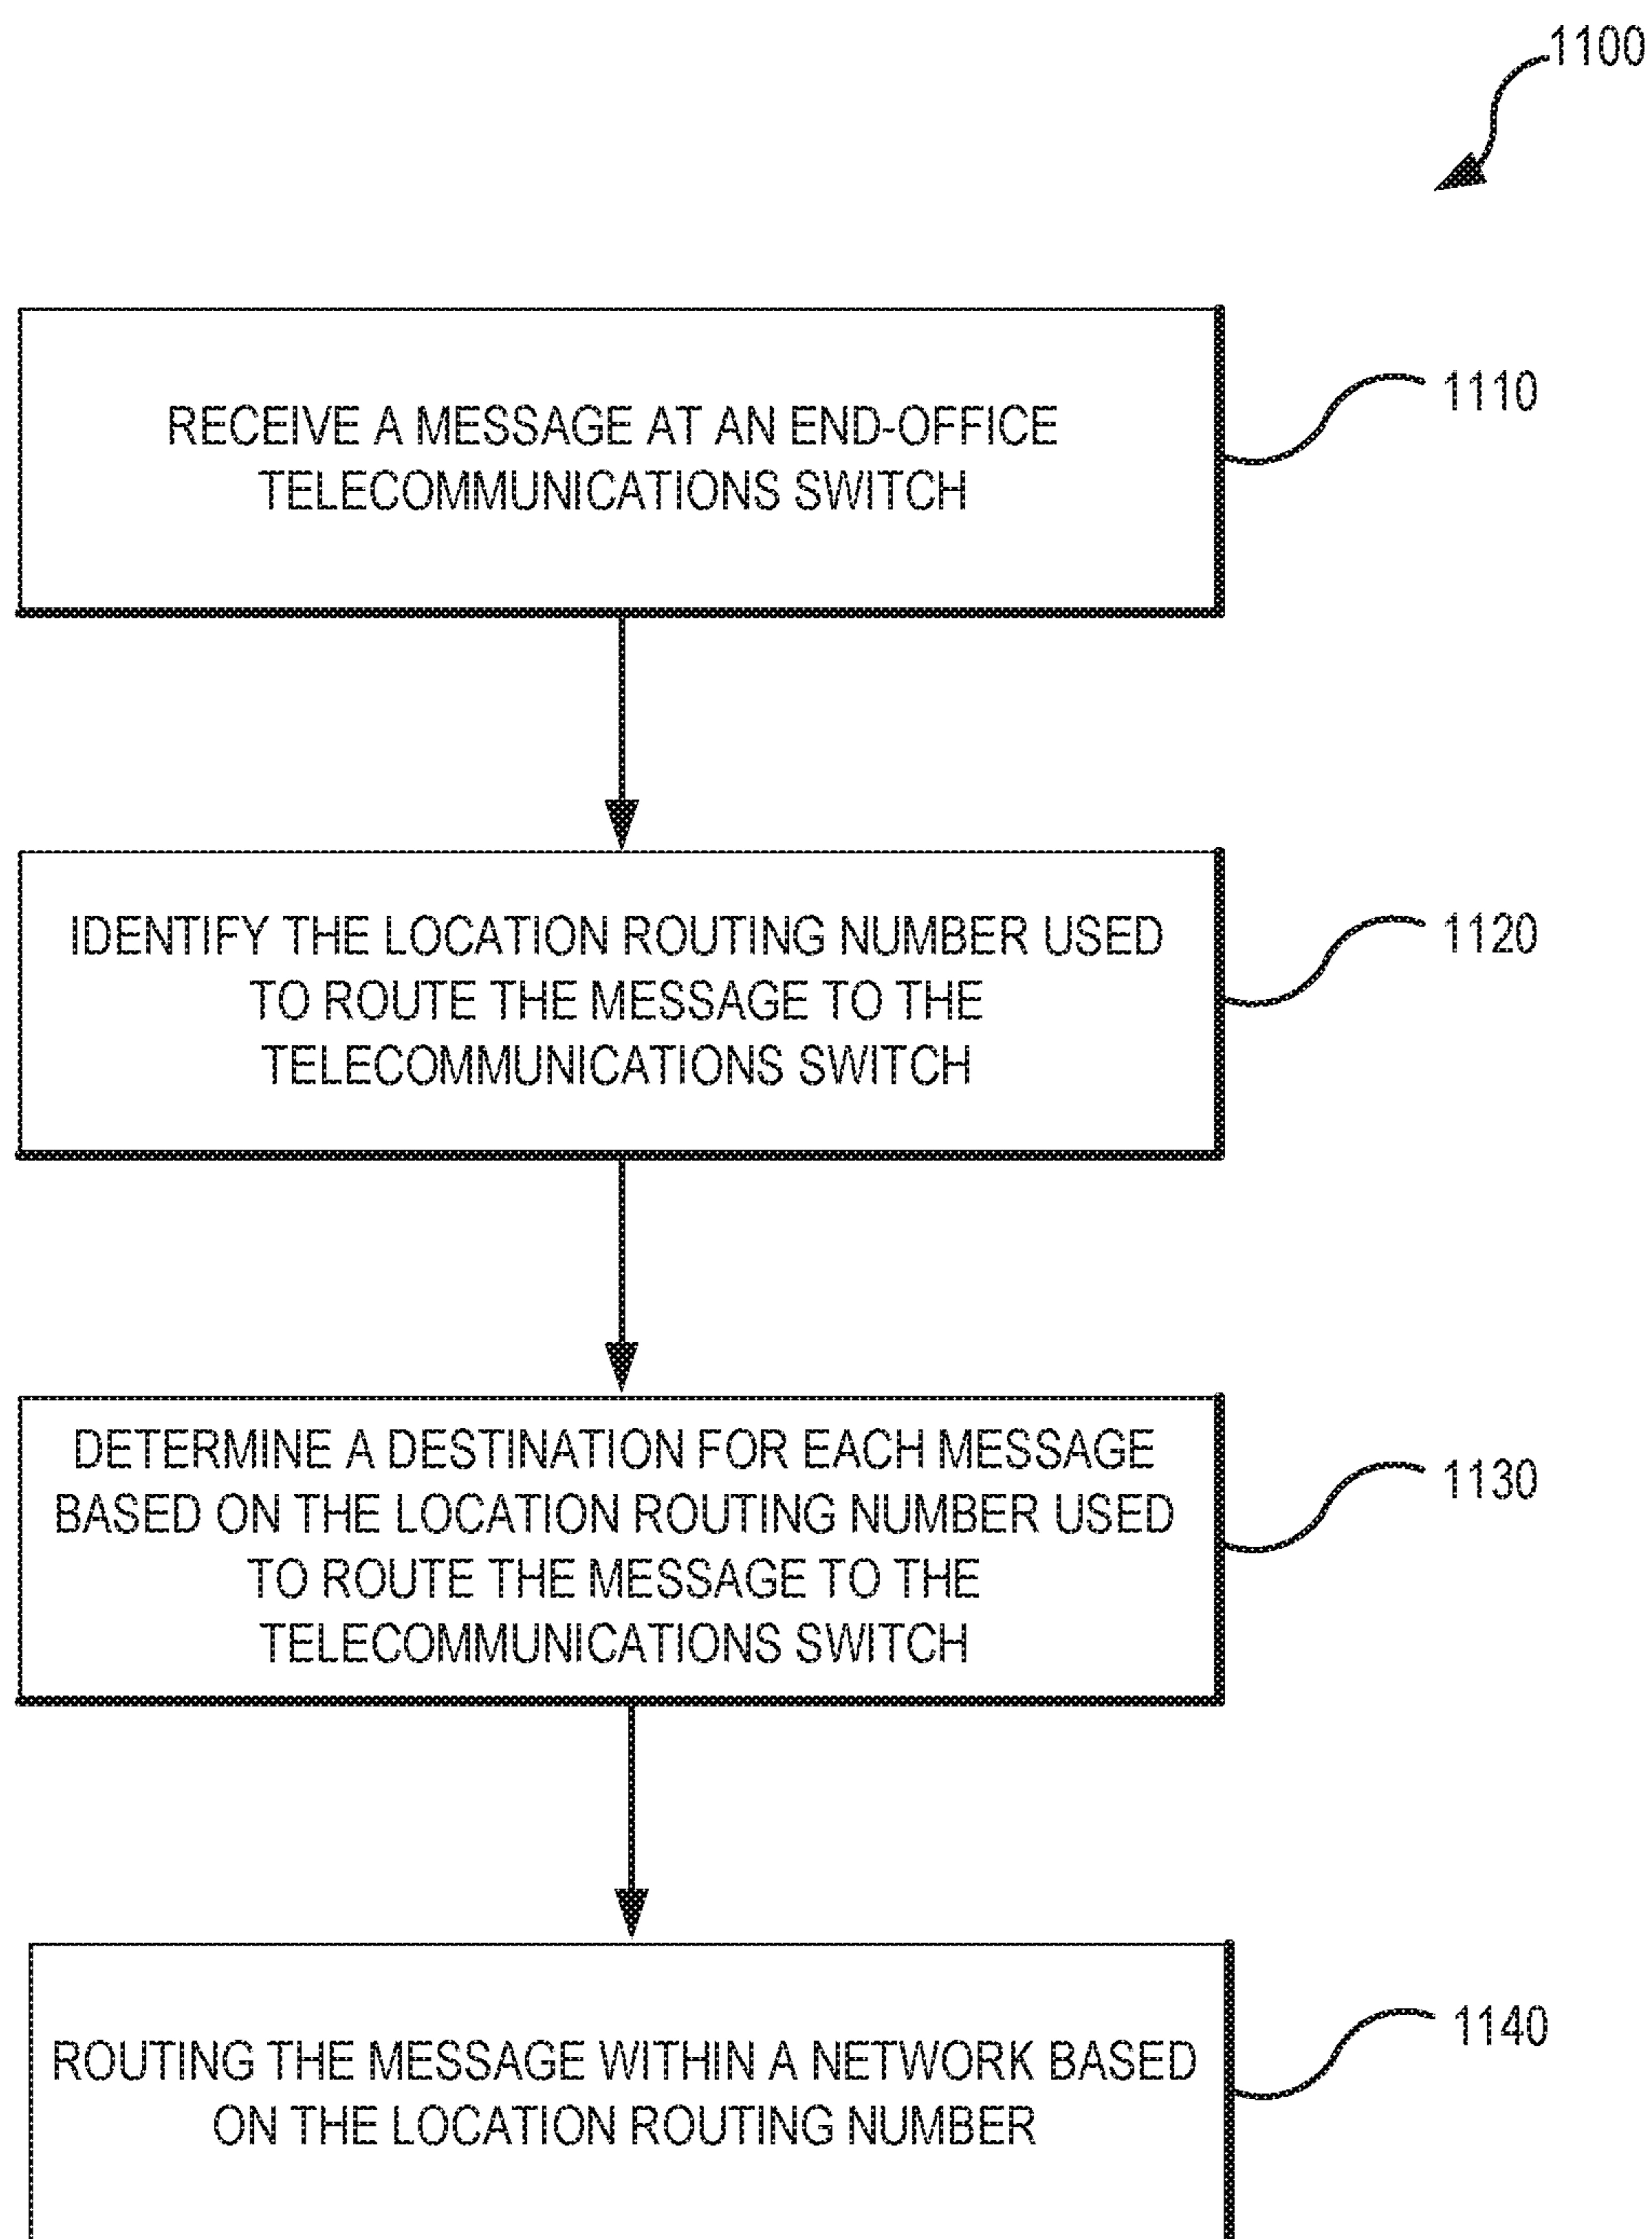 1100
RECEIVE A MESSAGE AT AN END-OFFICE
TELECOMMUNICATIONS SWITCH
1110
IDENTIFY THE LOCATION ROUTING NUMBER USED
TO ROUTE THE MESSAGE TO THE
TELECOMMUNICATIONS SWITCH
1120
DETERMINE A DESTINATION FOR EACH MESSAGE
BASED ON THE LOCATION ROUTING NUMBER USED
TO ROUTE THE MESSAGE TO THE
TELECOMMUNICATIONS SWITCH
1130
ROUTING THE MESSAGE WITHIN A NETWORK BASED
ON THE LOCATION ROUTING NUMBER
1140